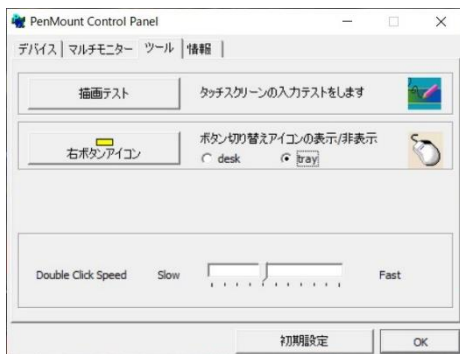 PenMount Control Panel
デバイス マルチモニター ツール 情報
描画テスト タッチスクリーンの入力テストをします
右ボタンアイコン ボタン切り替えアイコンの表示/非表示
desk tray
Double Click Speed Slow Fast
初期設定 OK